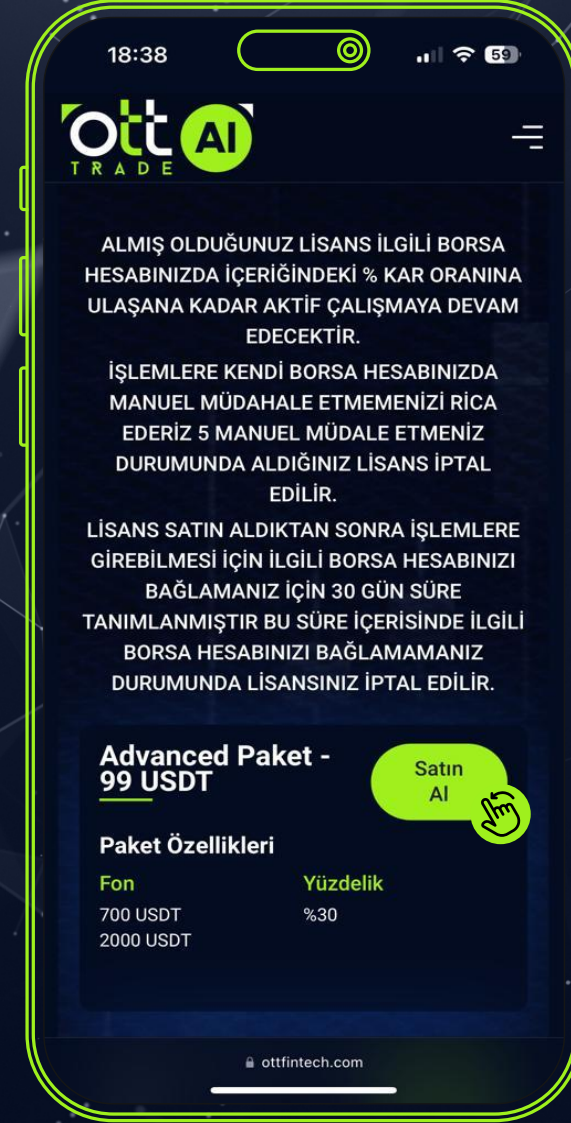 18:38
59
ott AI
TRADE
ALMIŞ OLDUĞUNUZ LİSANS İLGİLİ BORSA
HESABINIZDA İÇERİĞİNDEKİ % KAR ORANINA
ULAŞANA KADAR AKTİF ÇALIŞMAYA DEVAM
EDECEKTİR.
İŞLEMLERE KENDİ BORSA HESABINIZDA
MANUEL MÜDAHALE ETMEMENİZİ RİCA
EDERİZ 5 MANUEL MÜDALE ETMENİZ
DURUMUNDA ALDIĞINIZ LİSANS İPTAL
EDİLİR.
LİSANS SATIN ALDIKTAN SONRA İŞLEMLERE
GİREBİLMESİ İÇİN İLGİLİ BORSA HESABINIZI
BAĞLAMANIZ İÇİN 30 GÜN SÜRE
TANIMLANMIŞTIR BU SÜRE İÇERİSİNDE İLGİLİ
BORSA HESABINIZI BAĞLAMAMANIZ
DURUMUNDA LİSANSINIZ İPTAL EDİLİR.
Advanced Paket -
99 USDT
Satın
Al
Paket Özellikleri
Fon Yüzdelik
700 USDT %30
2000 USDT
ottfintech.com